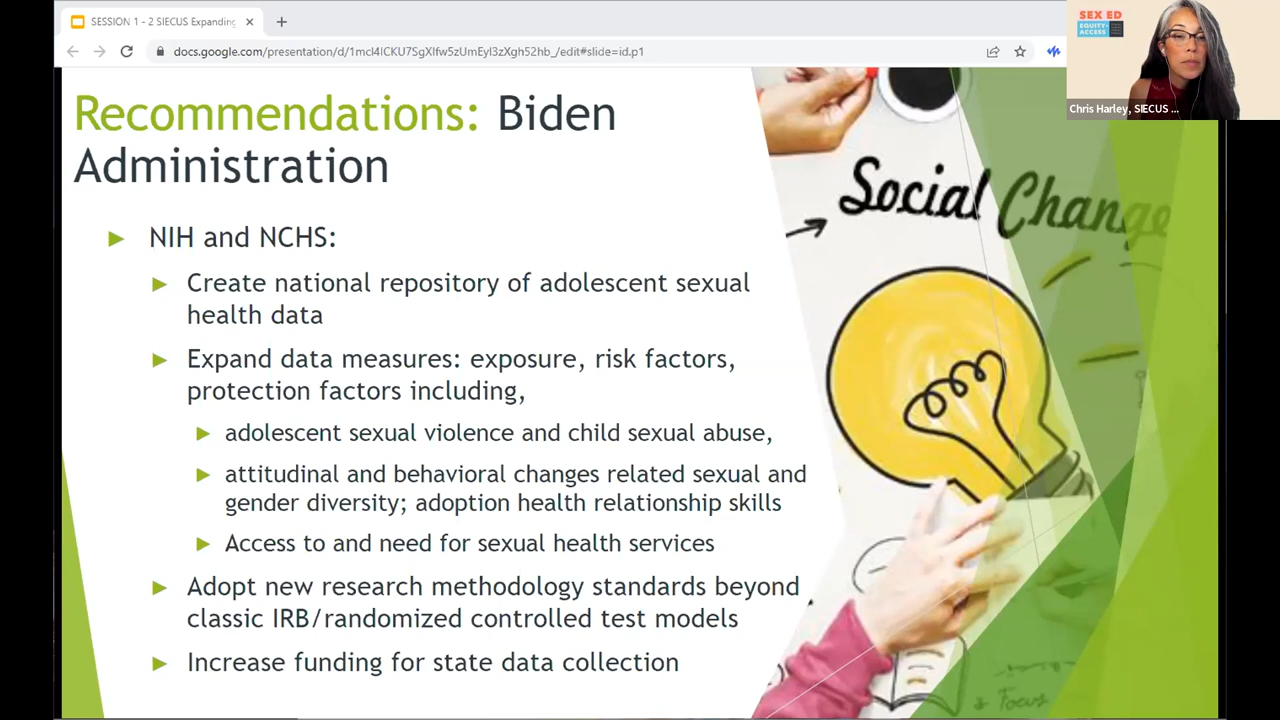 SESSION 1 - 2 SIECUS Expanding
docs.google.com/presentation/d/1mcl4lCKU7SgXlfw5zUmEyl3zXgh52hb_/edit#slide=id.p1
SEX ED
EQUITY-
ACCESS
Chris Harley, SIECUS ...
Recommendations: Biden
Administration
NIH and NCHS:
Create national repository of adolescent sexual
health data
Expand data measures: exposure, risk factors,
protection factors including,
adolescent sexual violence and child sexual abuse,
attitudinal and behavioral changes related sexual and
gender diversity; adoption health relationship skills
Access to and need for sexual health services
Adopt new research methodology standards beyond
classic IRB/randomized controlled test models
Increase funding for state data collection
Social Change
Focus